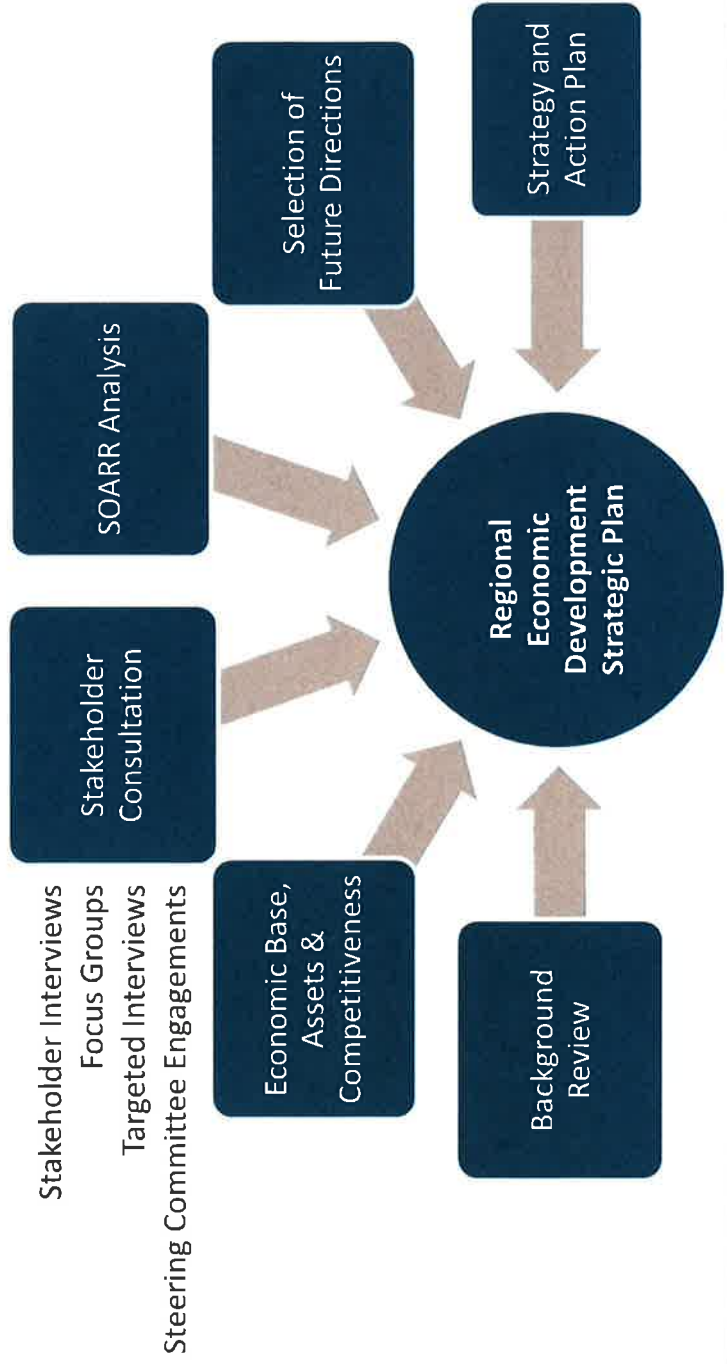 Stakeholder Interviews
Focus Groups
Targeted Interviews
Steering Committee Engagements
Stakeholder
Consultation
SOARR Analysis
Economic Base,
Assets &
Competitiveness
Selection of
Future Directions
Background
Review
Regional
Economic
Development
Strategic Plan
Strategy and
Action Plan